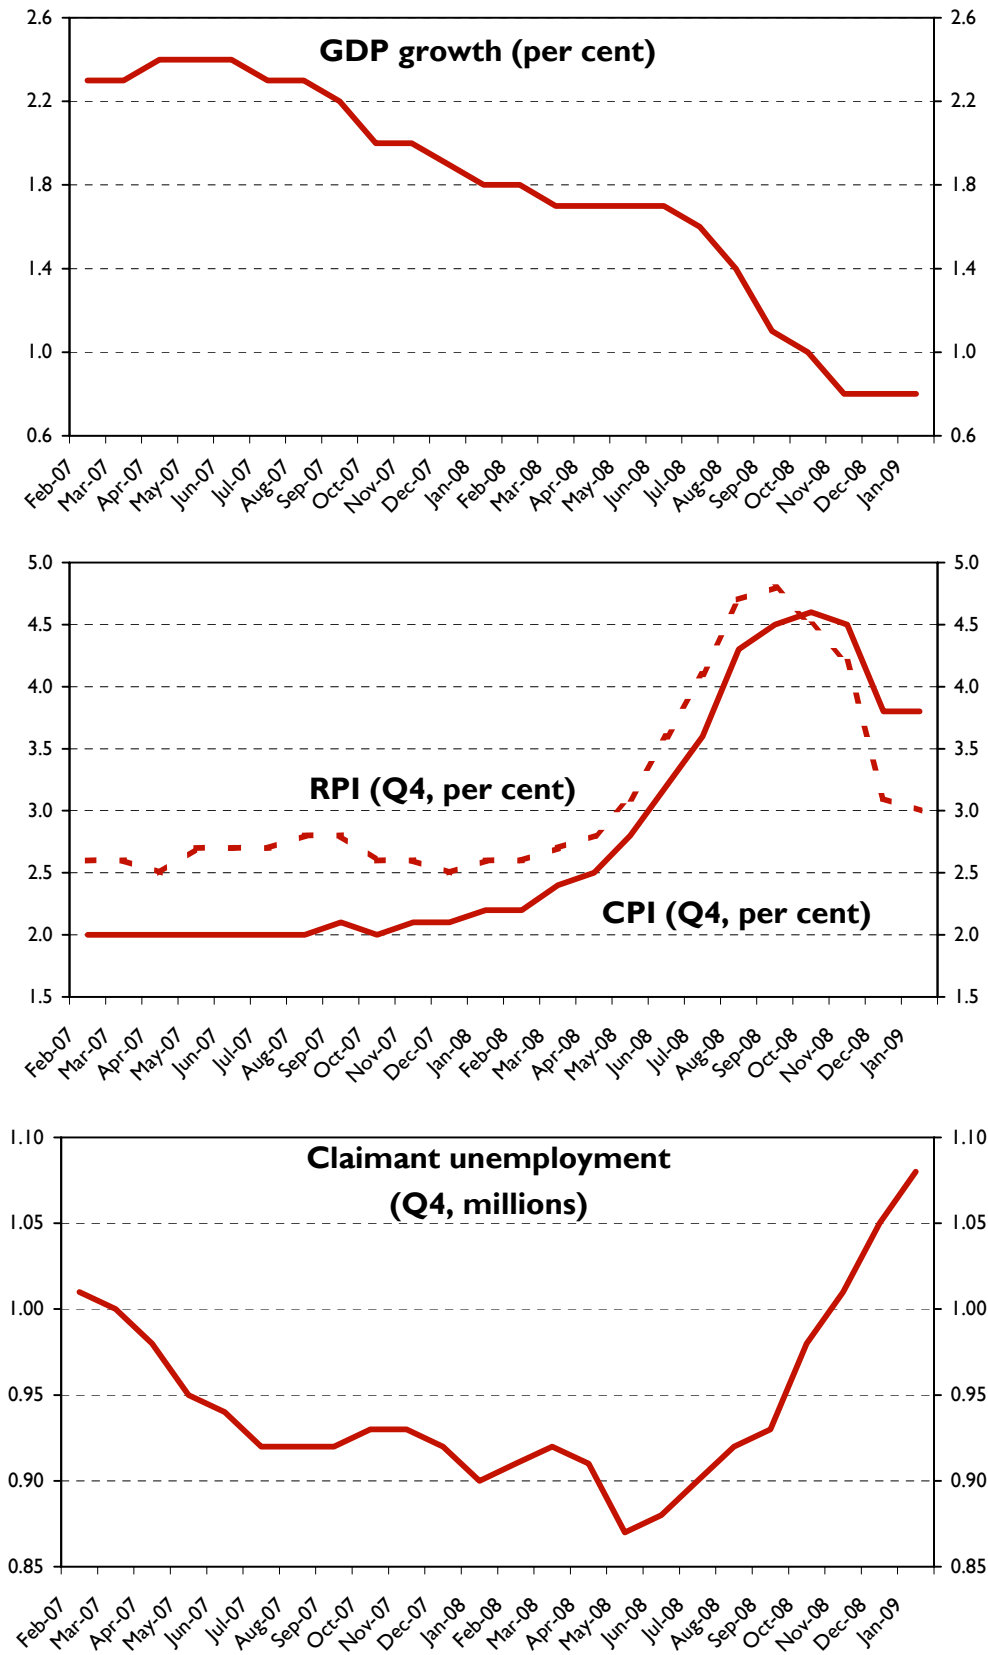 GDP growth (per cent)
2.6 2.6
2.2 2.2
1.8 1.8
1.4 1.4
1.0 1.0
0.6 0.6
Feb-07 Mar-07 Apr-07 May-07 Jun-07 Jul-07 Aug-07 Sep-07 Oct-07 Nov-07 Dec-07 Jan-08 Feb-08 Mar-08 Apr-08 May-08 Jun-08 Jul-08 Aug-08 Sep-08 Oct-08 Nov-08 Dec-08 Jan-09
5.0 5.0
4.5 4.5
4.0 4.0
3.5 3.5
RPI (Q4, per cent)
3.0 3.0
2.5 2.5
CPI (Q4, per cent)
2.0 2.0
1.5 1.5
Feb-07 Mar-07 Apr-07 May-07 Jun-07 Jul-07 Aug-07 Sep-07 Oct-07 Nov-07 Dec-07 Jan-08 Feb-08 Mar-08 Apr-08 May-08 Jun-08 Jul-08 Aug-08 Sep-08 Oct-08 Nov-08 Dec-08 Jan-09
1.10 1.10
Claimant unemployment
(Q4, millions)
1.05 1.05
1.00 1.00
0.95 0.95
0.90 0.90
0.85 0.85
Feb-07 Mar-07 Apr-07 May-07 Jun-07 Jul-07 Aug-07 Sep-07 Oct-07 Nov-07 Dec-07 Jan-08 Feb-08 Mar-08 Apr-08 May-08 Jun-08 Jul-08 Aug-08 Sep-08 Oct-08 Nov-08 Dec-08 Jan-09